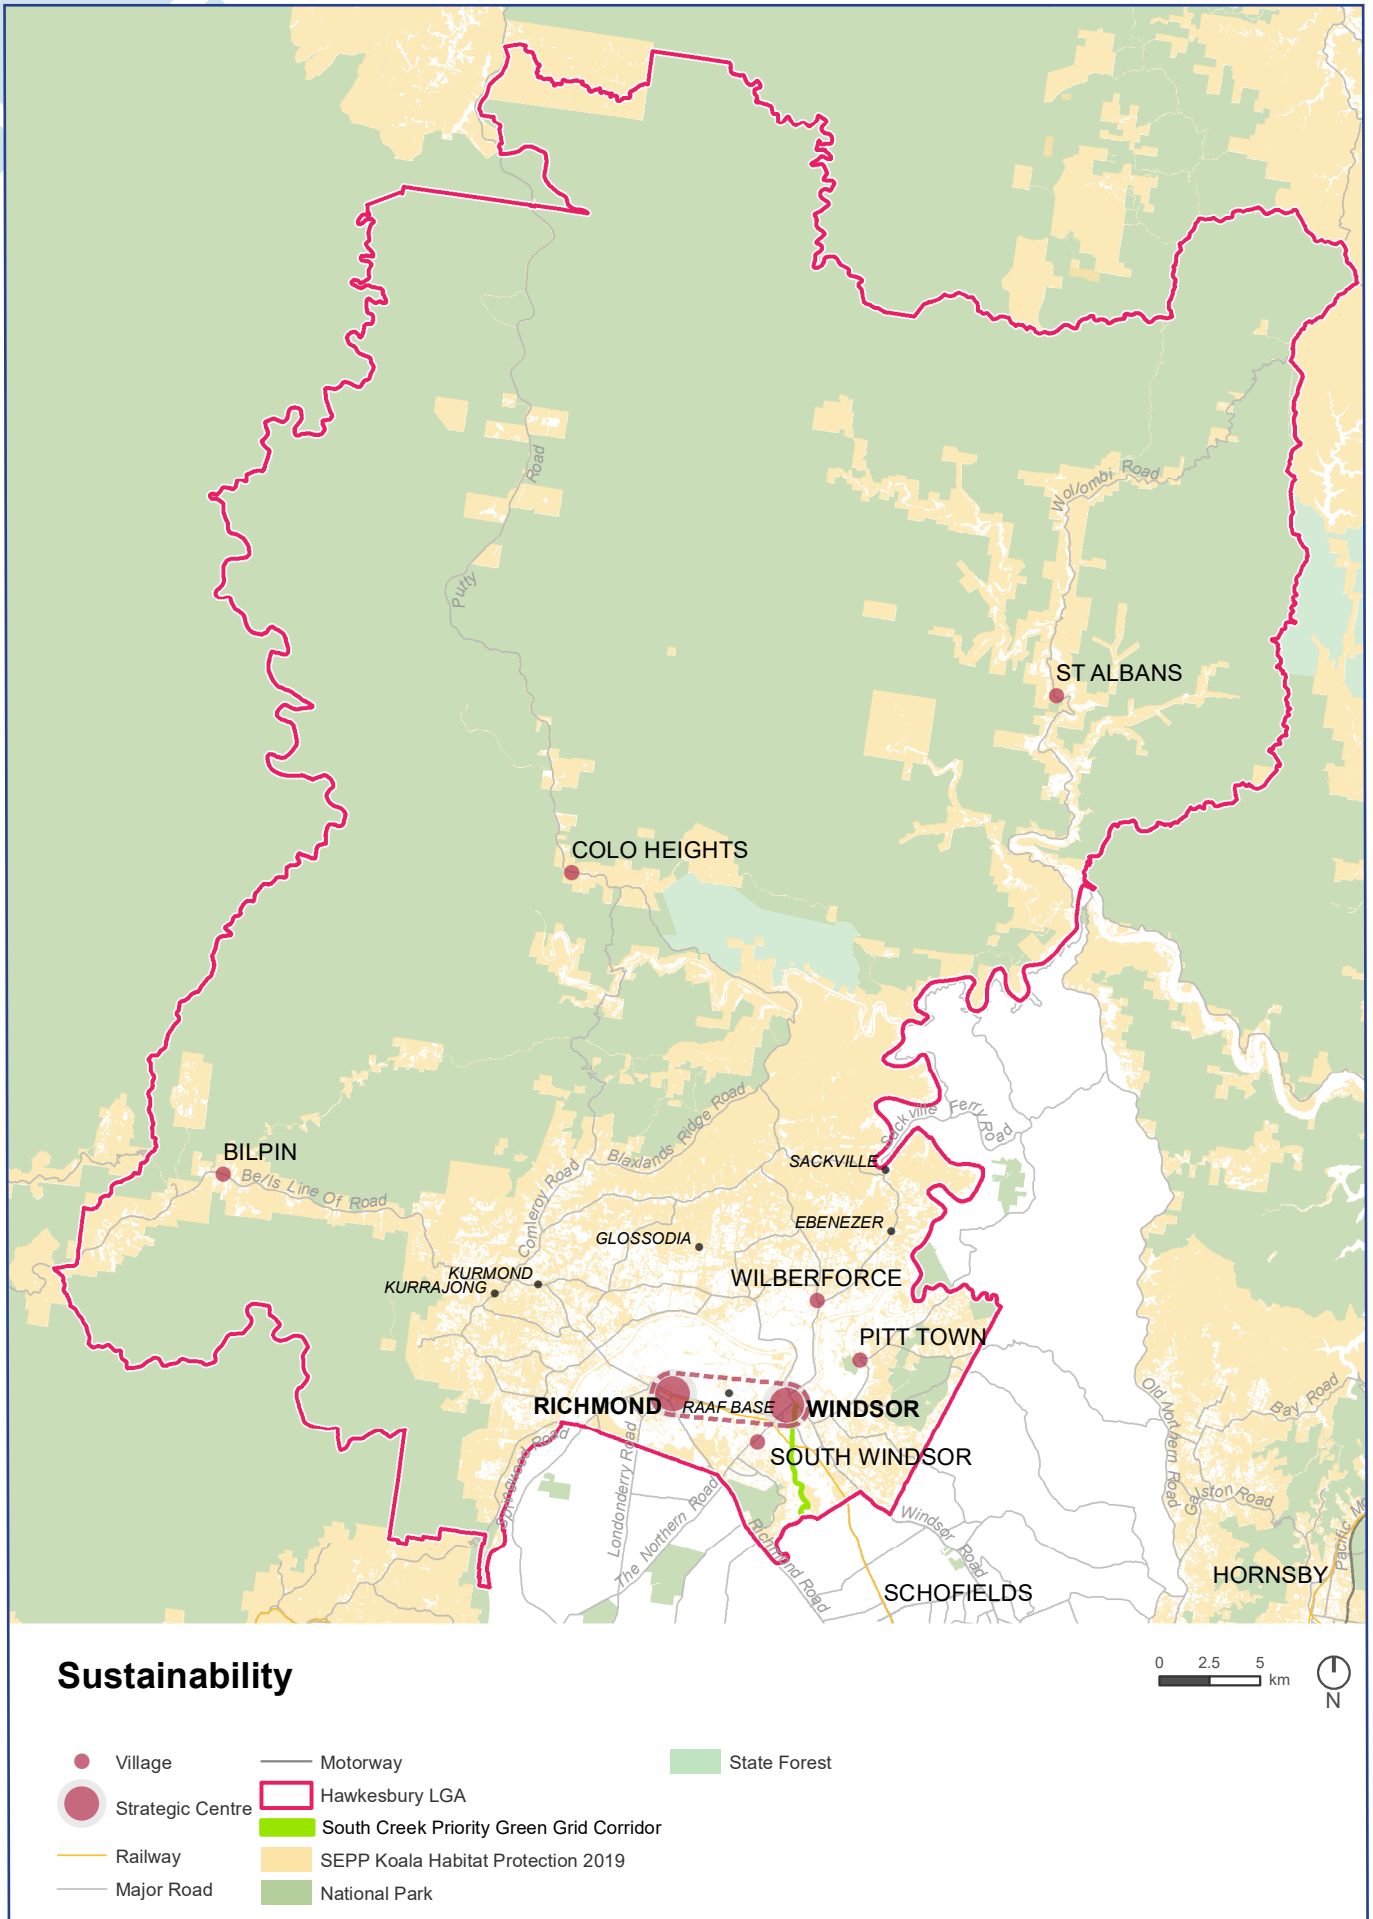 Wollombi Road
Road
Putty
ST ALBANS
COLO HEIGHTS
Blaxlands Ridge Road
Sackville Ferry Road
BILPIN
Bells Line Of Road
SACKVILLE
Comleroy Road
EBENEZER
GLOSSODIA
KURMOND
WILBERFORCE
KURRAJONG
PITT TOWN
RICHMOND
RAAF BASE
WINDSOR
Old Northern Road
Bay Road
Springwood Road
Londonderry Road
SOUTH WINDSOR
The Northern Road
Galston Road
Richmond Road
Windsor Road
Pacific Mo
HORNSBY
SCHOFIELDS
Sustainability
0 2.5 5
km
N
Village
Strategic Centre
Railway
Major Road
Motorway
Hawkesbury LGA
South Creek Priority Green Grid Corridor
SEPP Koala Habitat Protection 2019
National Park
State Forest